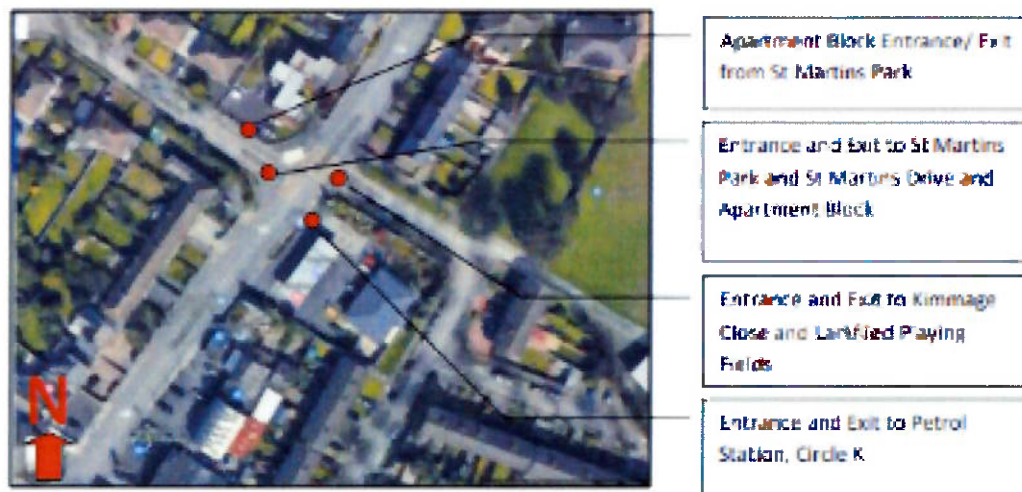 Apartment Block Entrance/ Exit
from St Martins Park
Entrance and Exit to St Martins
Park and St Martins Drive and
Apartment Block
Entrance and Exit to Kimmage
Close and Larkfield Playing
Fields
Entrance and Exit to Petrol
Station, Circle K
N